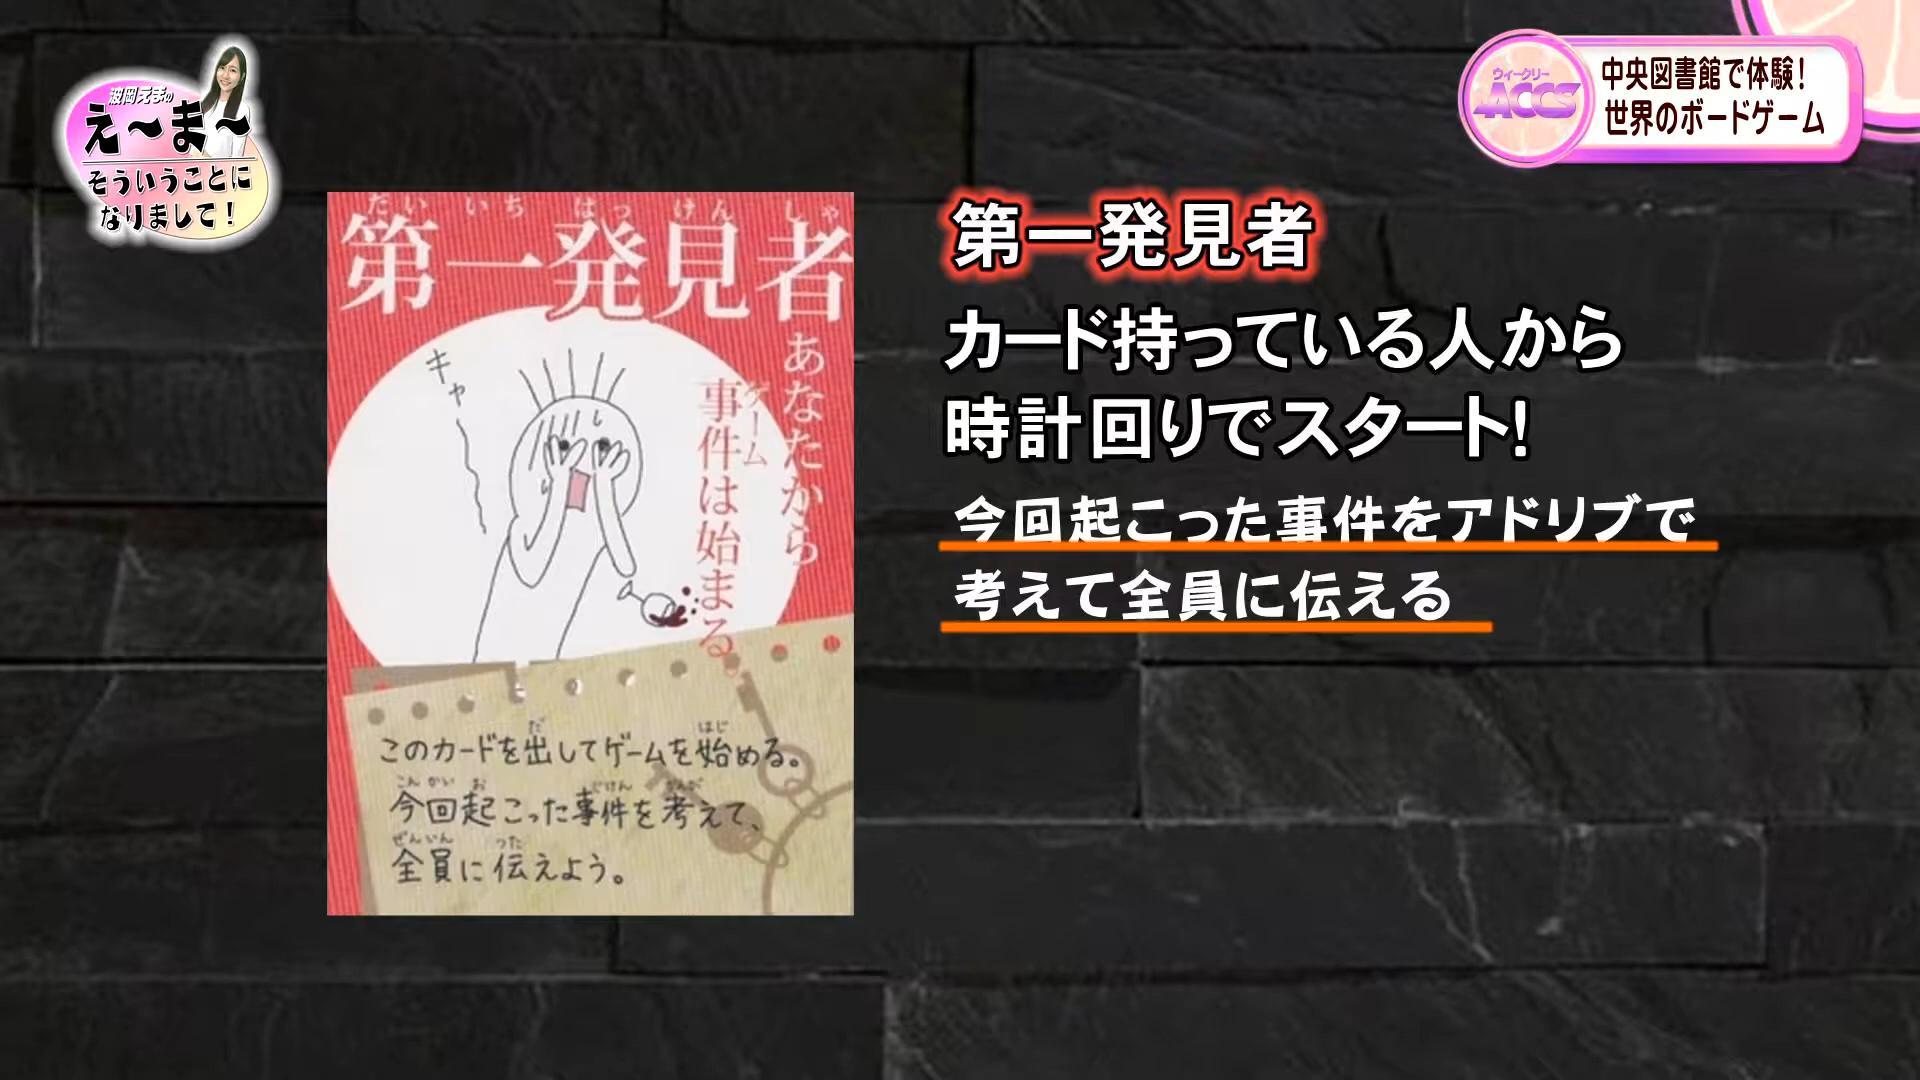 波岡えまの
え〜ま〜
そういうことに
なりまして!
ウィークリー
ACCS
中央図書館で体験!
世界のボードゲーム
だいいちはっけんしゃ
第一発見者
あなたから
ゲーム
事件は始まる。
キャー
だ はじ
このカードを出してゲームを始める。
こんかい お じけん かんが
今回起こった事件を考えて、
ぜんいん つた
全員に伝えよう。
第一発見者
カード持っている人から
時計回りでスタート!
今回起こった事件をアドリブで
考えて全員に伝える